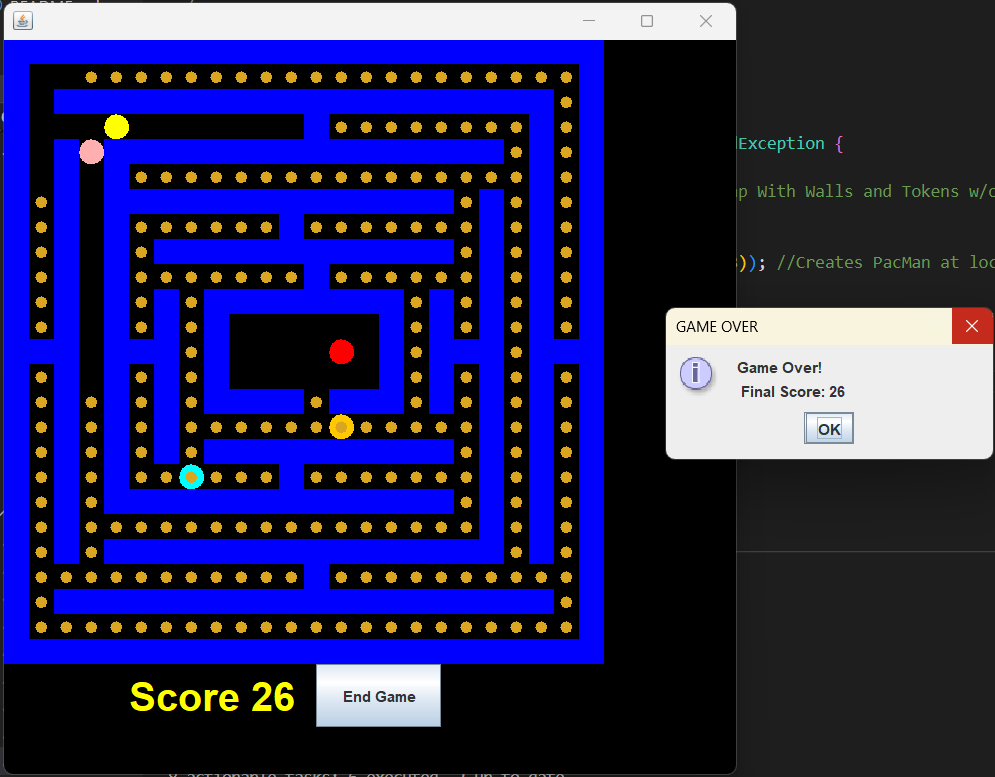 Exception {
p With Walls and Tokens w/o
)); //Creates PacMan at loc
GAME OVER
Game Over!
Final Score: 26
OK
Score 26
End Game